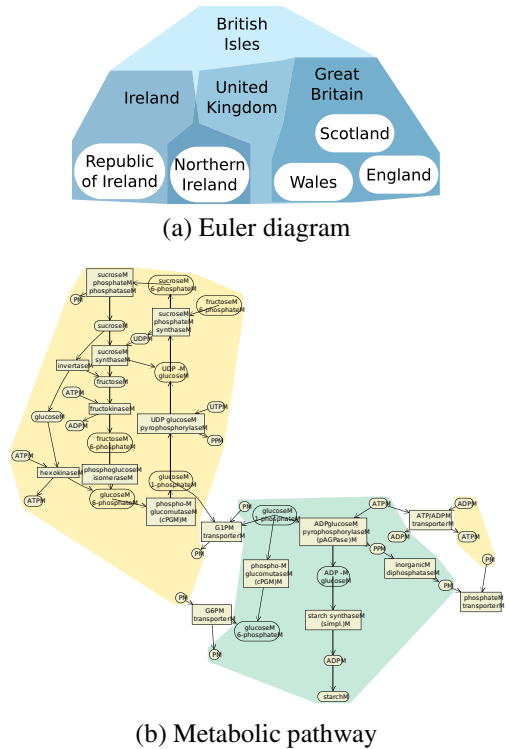 British
Isles
Ireland
United
Kingdom
Great
Britain
Scotland
Republic
of Ireland
Northern
Ireland
Wales
England
(a) Euler diagram
sucroseM
phosphateM
phosphataseM
sucroseM
6-phosphateM
PM
fructoseM
6-phosphateM
sucroseM
phosphateM
synthaseM
sucroseM
UDPM
sucroseM
synthaseM
invertaseM
UDP -M
glucoseM
fructoseM
ATPM
fructokinaseM
UTPM
glucoseM
ADPM
UDP glucoseM
pyrophosphorylaseM
fructoseM
6-phosphateM
PPM
ATPM
hexokinaseM
phosphoglucoseM
isomeraseM
glucoseM
1-phosphateM
ATPM
glucoseM
6-phosphateM
phospho-M
glucomutaseM
(cPGM)M
PM
glucoseM
1-phosphateM
ATPM
ADPM
G1PM
transporterM
ADPglucoseM
pyrophosphorylaseM
(pAGPase)M
ATP/ADPM
transporterM
ADPM
ATPM
PM
PPM
PM
phospho-M
glucomutaseM
(cPGM)M
ADP -M
glucoseM
inorganicM
diphosphataseM
PM
PM
phosphateM
transporterM
G6PM
transporterM
starch synthaseM
(simpl.)M
glucoseM
6-phosphateM
PM
ADPM
starchM
(b) Metabolic pathway